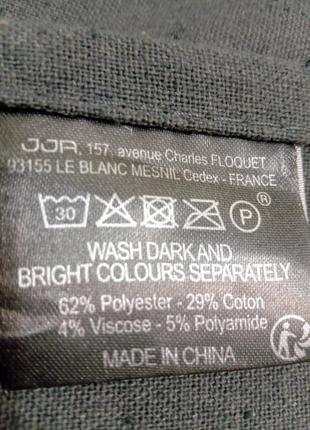 JJA, 157, avenue Charles FLOQUET
93155 LE BLANC MESNIL Cedex - FRANCE
30 P ®
WASH DARK AND
BRIGHT COLOURS SEPARATELY
62% Polyester - 29% Coton
4% Viscose - 5% Polyamide
MADE IN CHINA